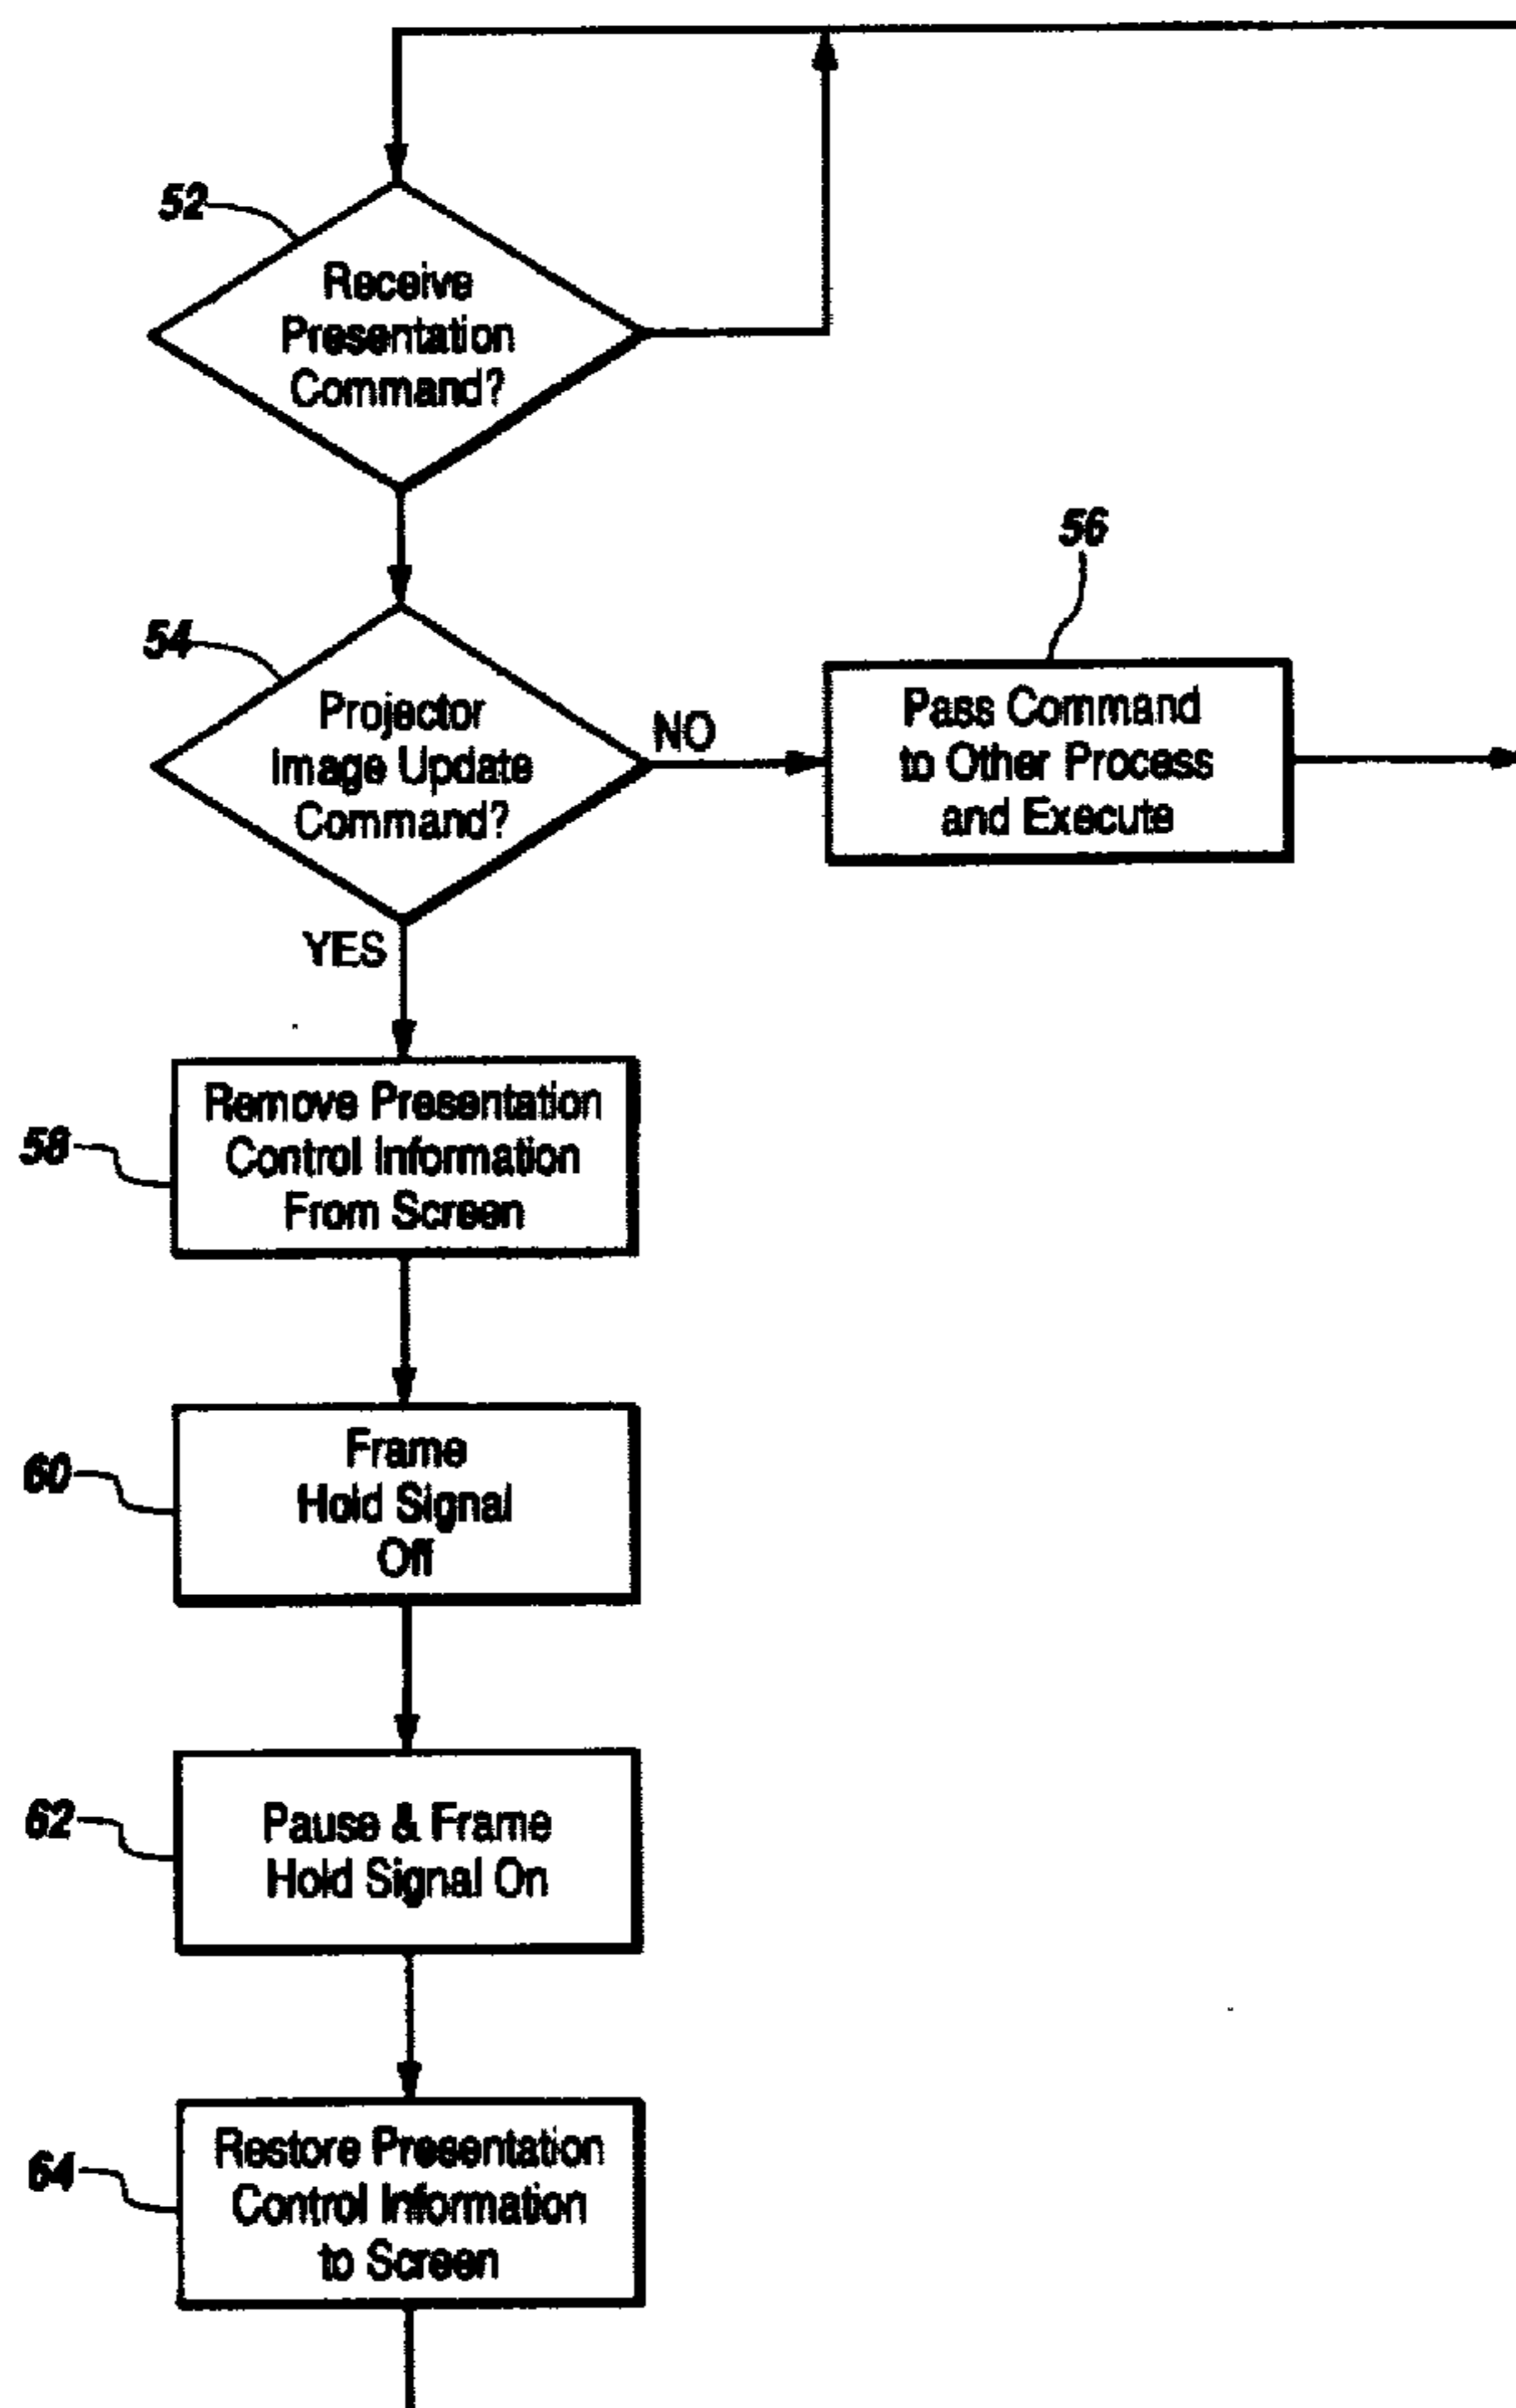 52
Receive
Presentation
Command?
54
Projector
Image Update
Command?
NO
56
Pass Command
to Other Process
and Execute
YES
58
Remove Presentation
Control Information
From Screen
60
Frame
Hold Signal
Off
62
Pause & Frame
Hold Signal On
64
Restore Presentation
Control Information
to Screen